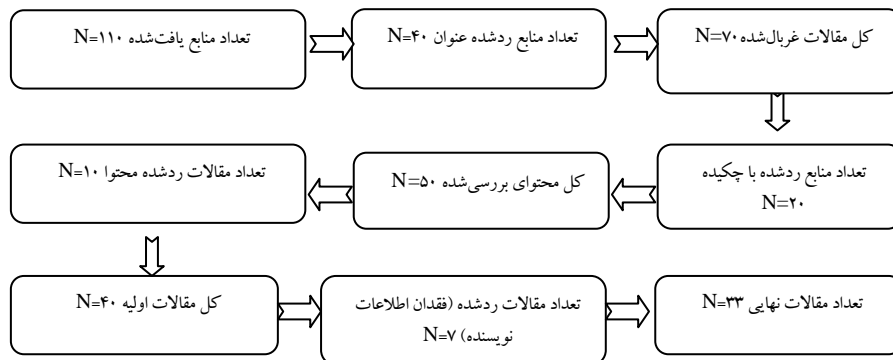 تعداد منابع یافت‌شده N=۱۱۰
تعداد منابع ردشده عنوان N=۴۰
کل مقالات غربال‌شده N=۷۰
تعداد منابع ردشده با چکیده
N=۲۰
کل محتوای بررسی‌شده N=۵۰
تعداد مقالات ردشده محتوا N=۱۰
کل مقالات اولیه N=۴۰
تعداد مقالات ردشده (فقدان اطلاعات
نویسنده) N=۷
تعداد مقالات نهایی N=۳۳